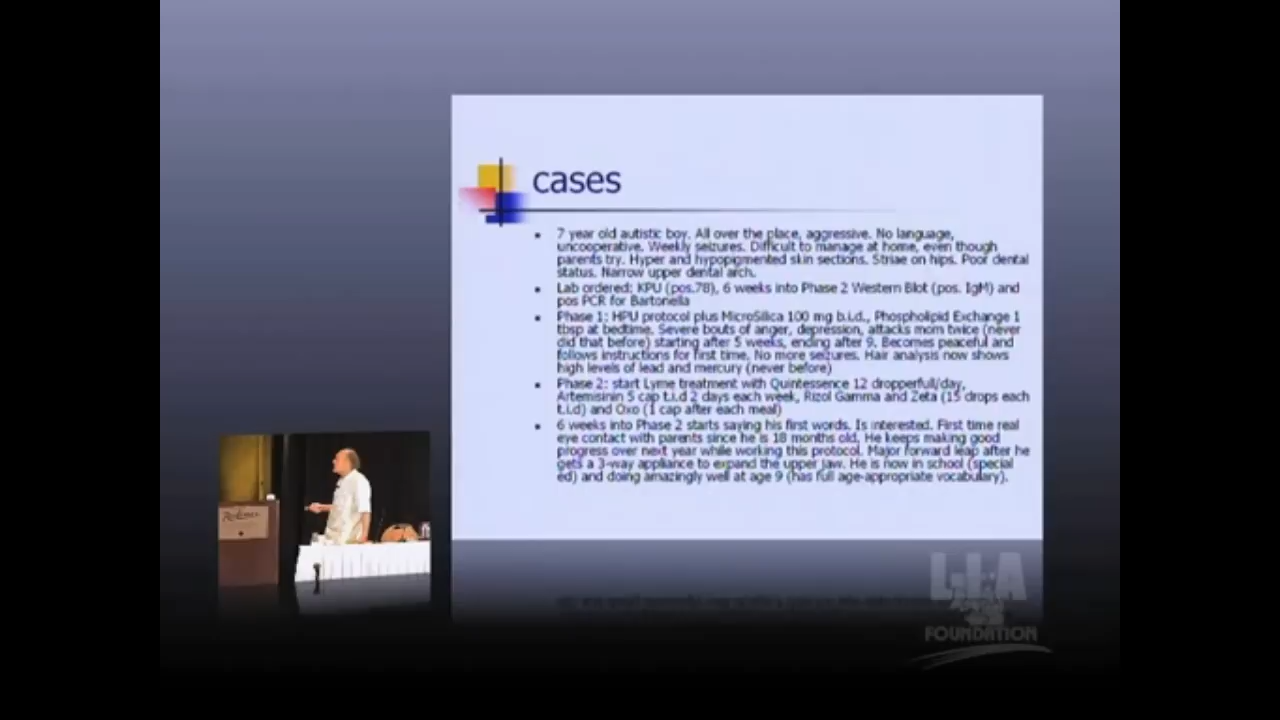 cases
7 year old autistic boy. All over the place, aggressive. No language,
uncooperative. Weekly seizures. Difficult to manage at home, even though
parents try. Hyper and hypopigmented skin sections. Striae on hips. Poor dental
status. Narrow upper dental arch.
Lab ordered: KPU (pos.78), 6 weeks into Phase 2 Western Blot (pos. IgM) and
pos PCR for Bartonella
Phase 1: HPU protocol plus MicroSilica 100 mg b.i.d., Phospholipid Exchange 1
tbsp at bedtime. Severe bouts of anger, depression, attacks mom twice (never
did that before) starting after 5 weeks, ending after 9. Becomes peaceful and
follows instructions for first time. No more seizures. Hair analysis now shows
high levels of lead and mercury (never before)
Phase 2: start Lyme treatment with Quintessence 12 dropperfull/day,
Artemisinin 5 cap t.i.d 2 days each week, Rizol Gamma and Zeta (15 drops each
t.i.d) and Oxo (1 cap after each meal)
6 weeks into Phase 2 starts saying his first words. Is interested. First time real
eye contact with parents since he is 18 months old. He keeps making good
progress over next year while working this protocol. Major forward leap after he
gets a 3-way appliance to expand the upper jaw. He is now in school (special
ed) and doing amazingly well at age 9 (has full age-appropriate vocabulary).
L.I.A
FOUNDATION